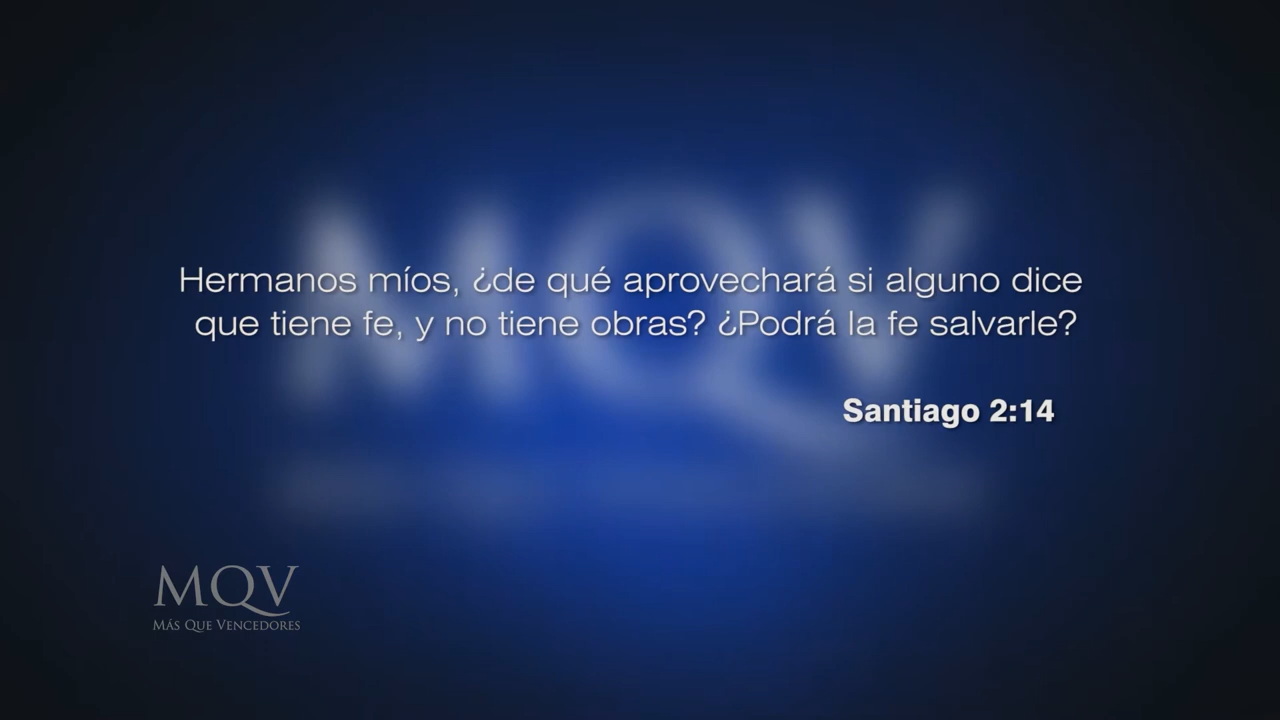 Hermanos míos, ¿de qué aprovechará si alguno dice
que tiene fe, y no tiene obras? ¿Podrá la fe salvarle?
Santiago 2:14
MQV
MÁS QUE VENCEDORES